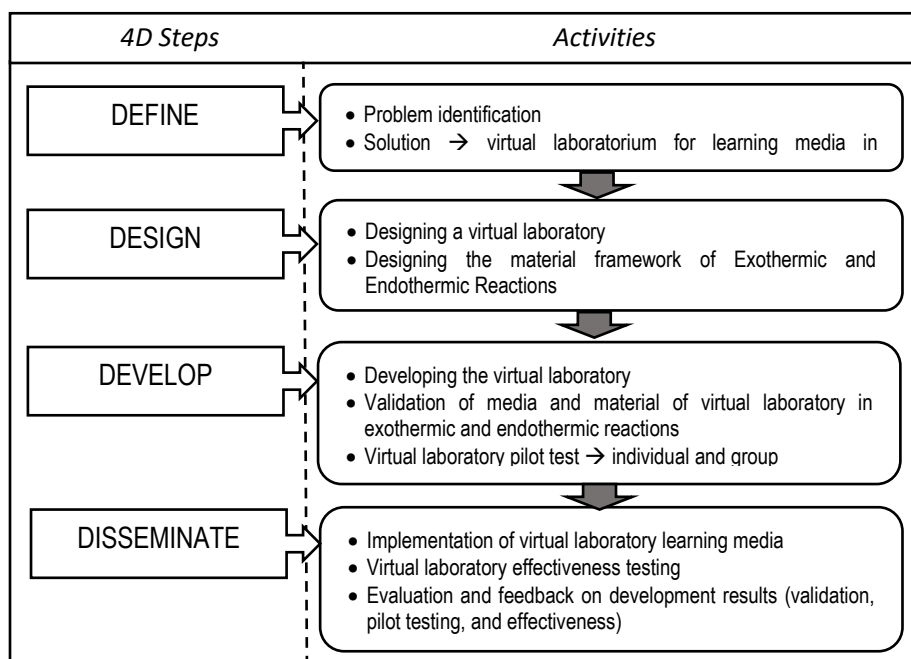 4D Steps
Activities
DEFINE
• Problem identification
• Solution → virtual laboratorium for learning media in
DESIGN
• Designing a virtual laboratory
• Designing the material framework of Exothermic and
Endothermic Reactions
DEVELOP
• Developing the virtual laboratory
• Validation of media and material of virtual laboratory in
exothermic and endothermic reactions
• Virtual laboratory pilot test → individual and group
DISSEMINATE
• Implementation of virtual laboratory learning media
• Virtual laboratory effectiveness testing
• Evaluation and feedback on development results (validation,
pilot testing, and effectiveness)